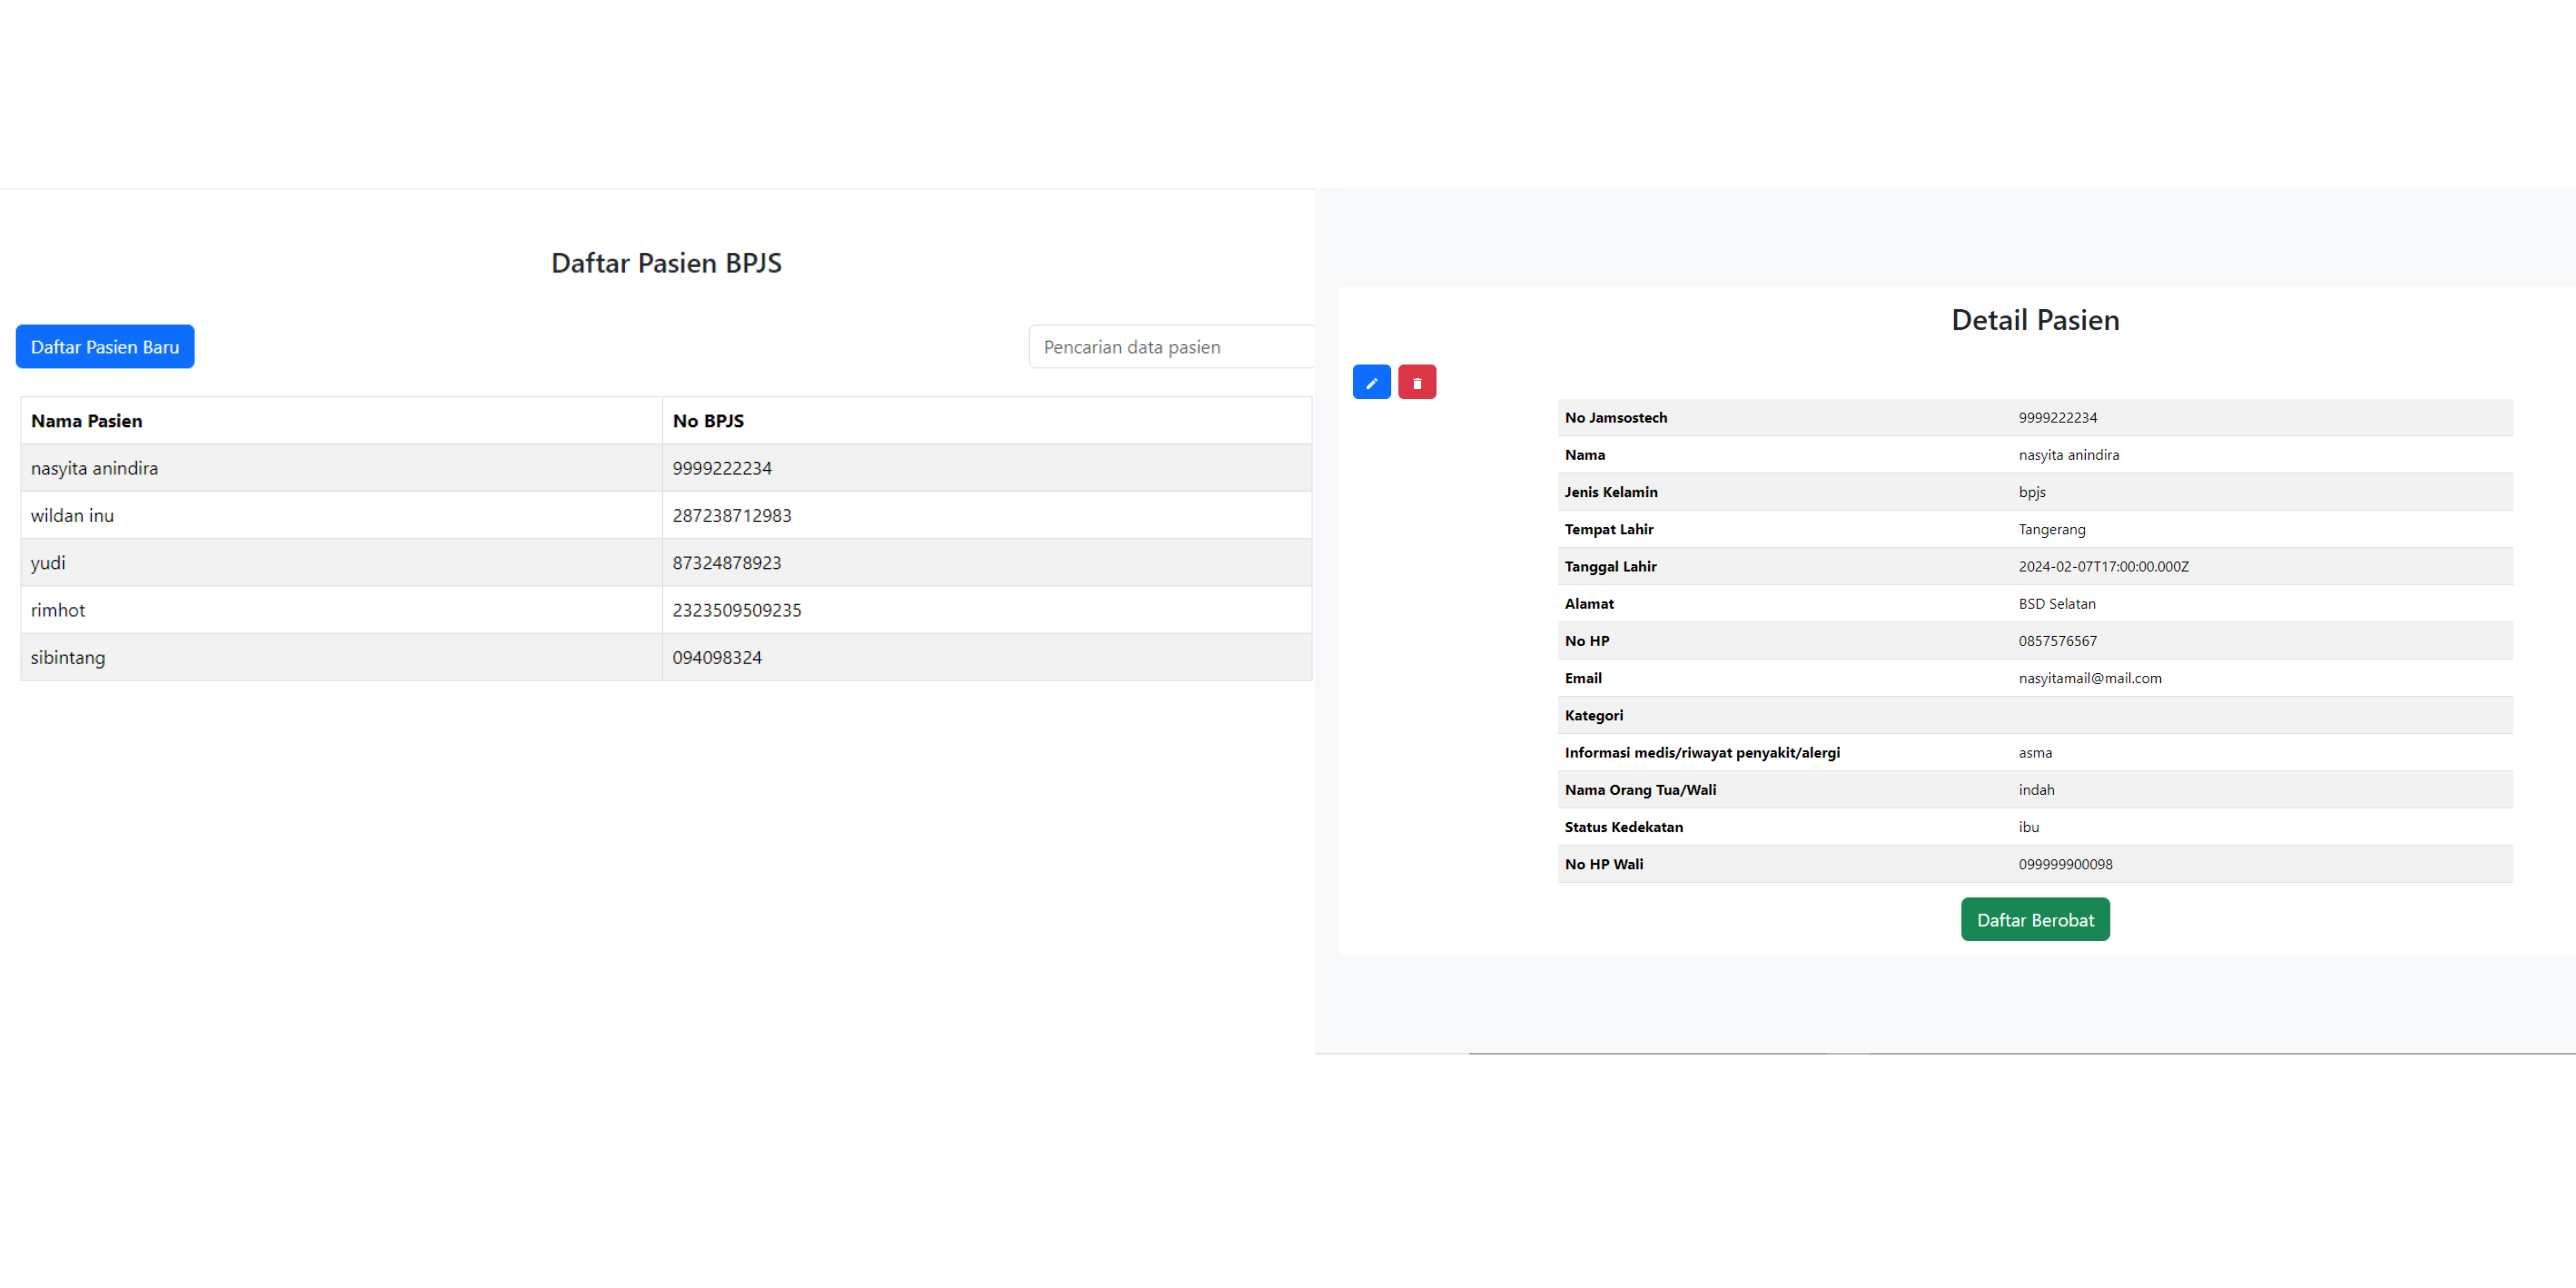 Daftar Pasien BPJS
Daftar Pasien Baru
Pencarian data pasien
Nama Pasien No BPJS
nasyita anindira 9999222234
wildan inu 287238712983
yudi 87324878923
rimhot 2323509509235
sibintang 094098324
Detail Pasien
No Jamsostech 9999222234
Nama nasyita anindira
Jenis Kelamin bpjs
Tempat Lahir Tangerang
Tanggal Lahir 2024-02-07T17:00:00.000Z
Alamat BSD Selatan
No HP 0857576567
Email nasyitamail@mail.com
Kategori
Informasi medis/riwayat penyakit/alergi asma
Nama Orang Tua/Wali indah
Status Kedekatan ibu
No HP Wali 099999900098
Daftar Berobat